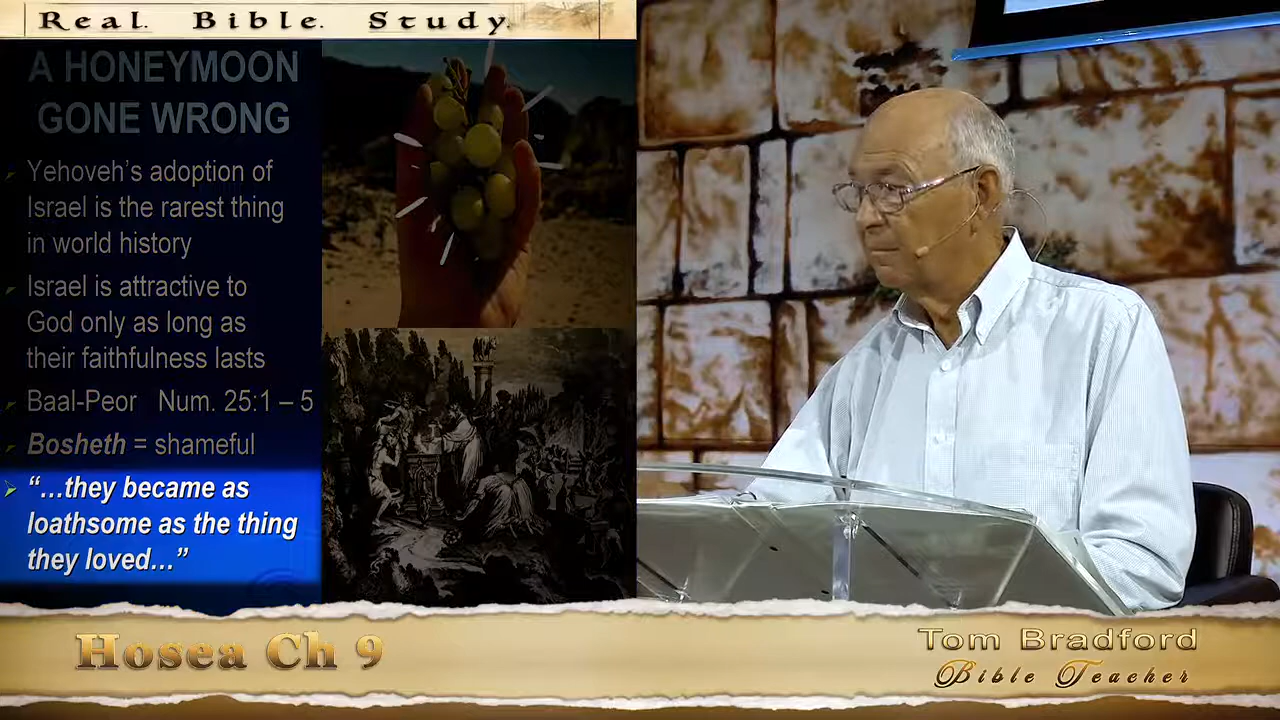 Real. Bible. Study.
A HONEYMOON
GONE WRONG
Yehoveh's adoption of
Israel is the rarest thing
in world history
Israel is attractive to
God only as long as
their faithfulness lasts
Baal-Peor Num. 25:1 – 5
Bosheth = shameful
“…they became as
loathsome as the thing
they loved…”
Hosea Ch 9
Tom Bradford
Bible Teacher